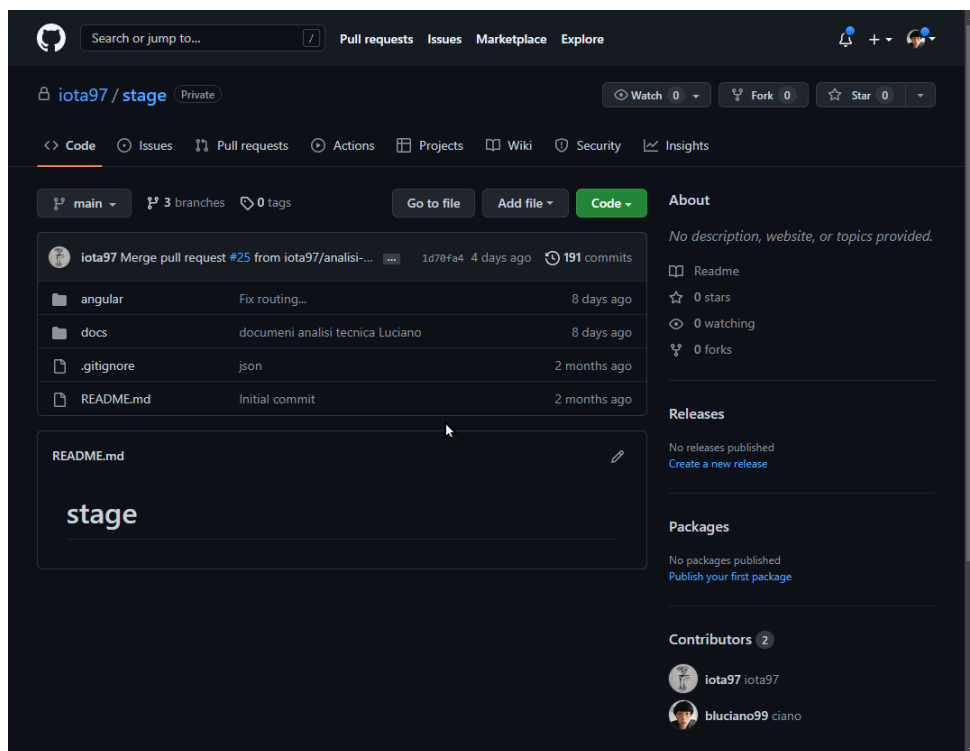 Search or jump to... /
Pull requests Issues Marketplace Explore
iota97 / stage Private
Watch 0 Fork 0 Star 0
Code Issues Pull requests Actions Projects Wiki Security Insights
main 3 branches 0 tags Go to file Add file Code
iota97 Merge pull request #25 from iota97/analisi-... ... 1d70fa4 4 days ago 191 commits
angular Fix routing... 8 days ago
docs documeni analisi tecnica Luciano 8 days ago
.gitignore json 2 months ago
README.md Initial commit 2 months ago
README.md
stage
About
No description, website, or topics provided.
Readme
0 stars
0 watching
0 forks
Releases
No releases published
Create a new release
Packages
No packages published
Publish your first package
Contributors 2
iota97 iota97
bluciano99 ciano